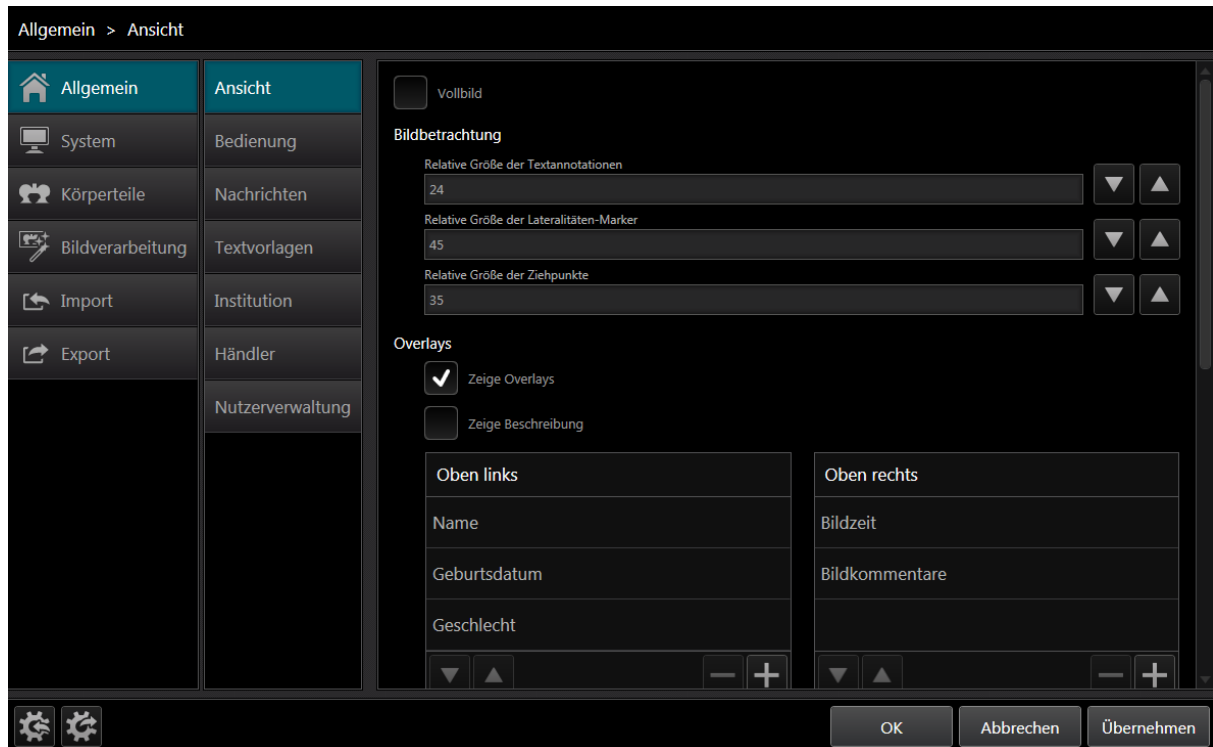 Allgemein > Ansicht
Allgemein
System
Körperteile
Bildverarbeitung
Import
Export
Ansicht
Bedienung
Nachrichten
Textvorlagen
Institution
Händler
Nutzerverwaltung
Vollbild
Bildbetrachtung
Relative Größe der Textannotationen
24
Relative Größe der Lateralitäten-Marker
45
Relative Größe der Ziehpunkte
35
Overlays
Zeige Overlays
Zeige Beschreibung
Oben links
Name
Geburtsdatum
Geschlecht
Oben rechts
Bildzeit
Bildkommentare
OK Abbrechen Übernehmen